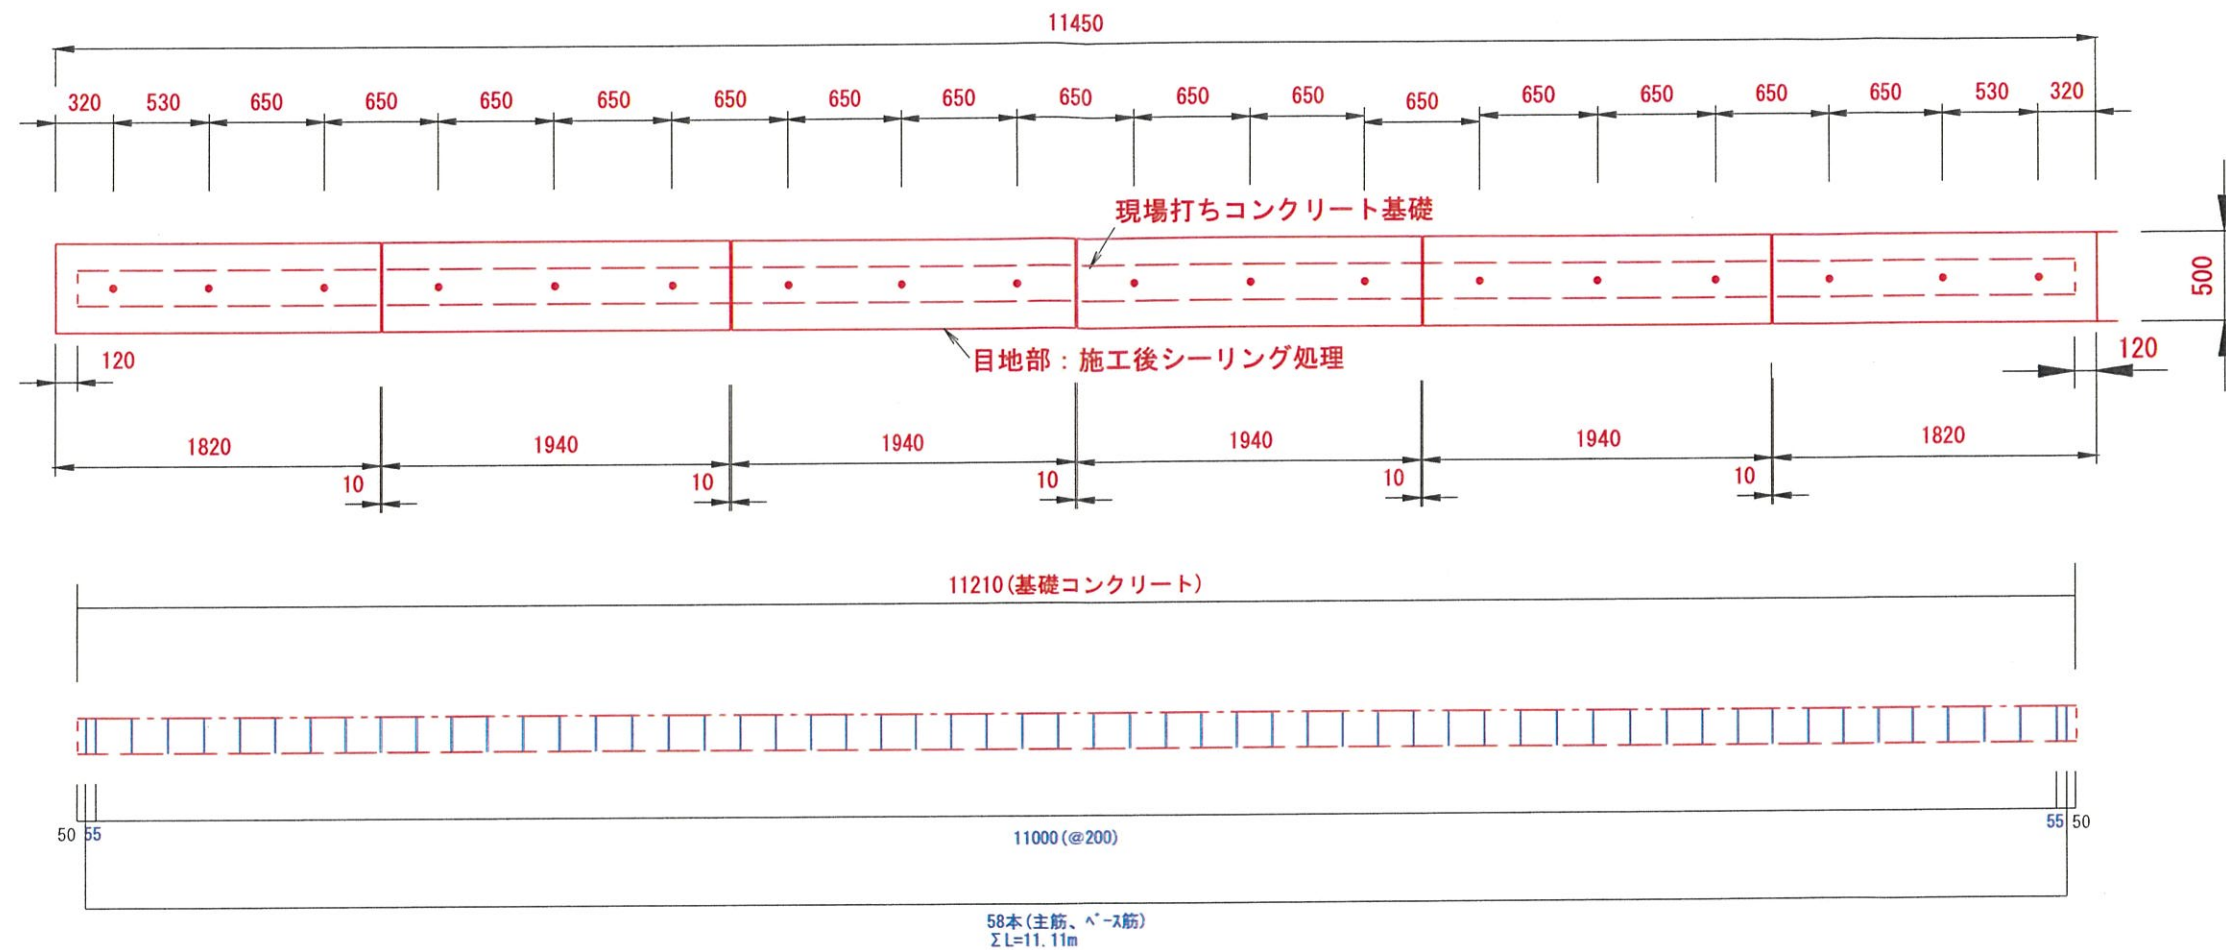 11450
320 530 650 650 650 650 650 650 650 650 650 650 650 650 650 650 650 530 320
現場打ちコンクリート基礎
500
目地部：施工後シーリング処理
120 120
1820 1940 1940 1940 1940 1820
10 10 10 10 10
11210(基礎コンクリート)
50 55 11000(@200) 55 50
58本(主筋、ﾍﾞｰｽ筋)
ΣL=11.11m